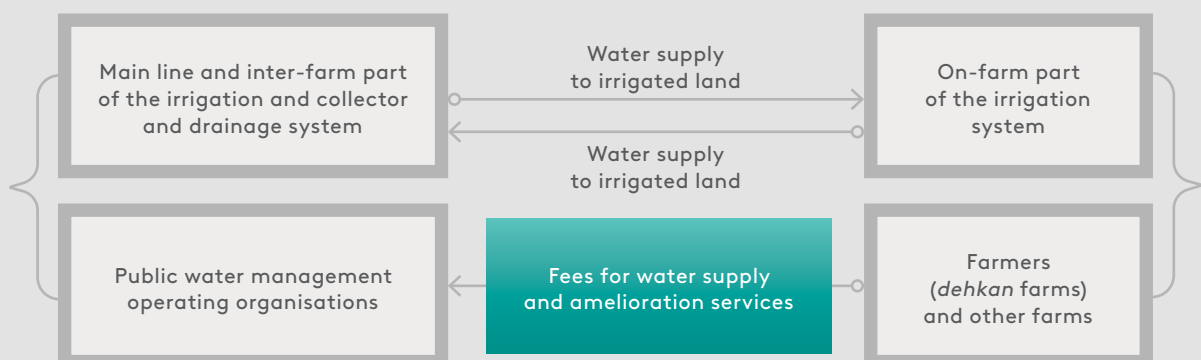 Main line and inter-farm part
of the irrigation and collector
and drainage system
Water supply
to irrigated land
On-farm part
of the irrigation
system
Water supply
to irrigated land
Public water management
operating organisations
Fees for water supply
and amelioration services
Farmers
(dehkan farms)
and other farms